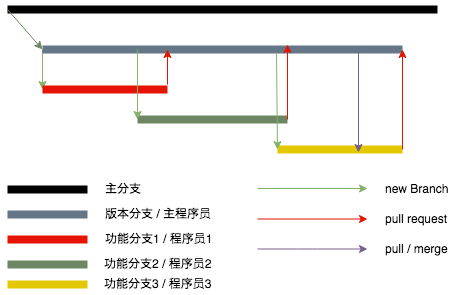 主分支
版本分支 / 主程序员
功能分支1 / 程序员1
功能分支2 / 程序员2
功能分支3 / 程序员3
new Branch
pull request
pull / merge